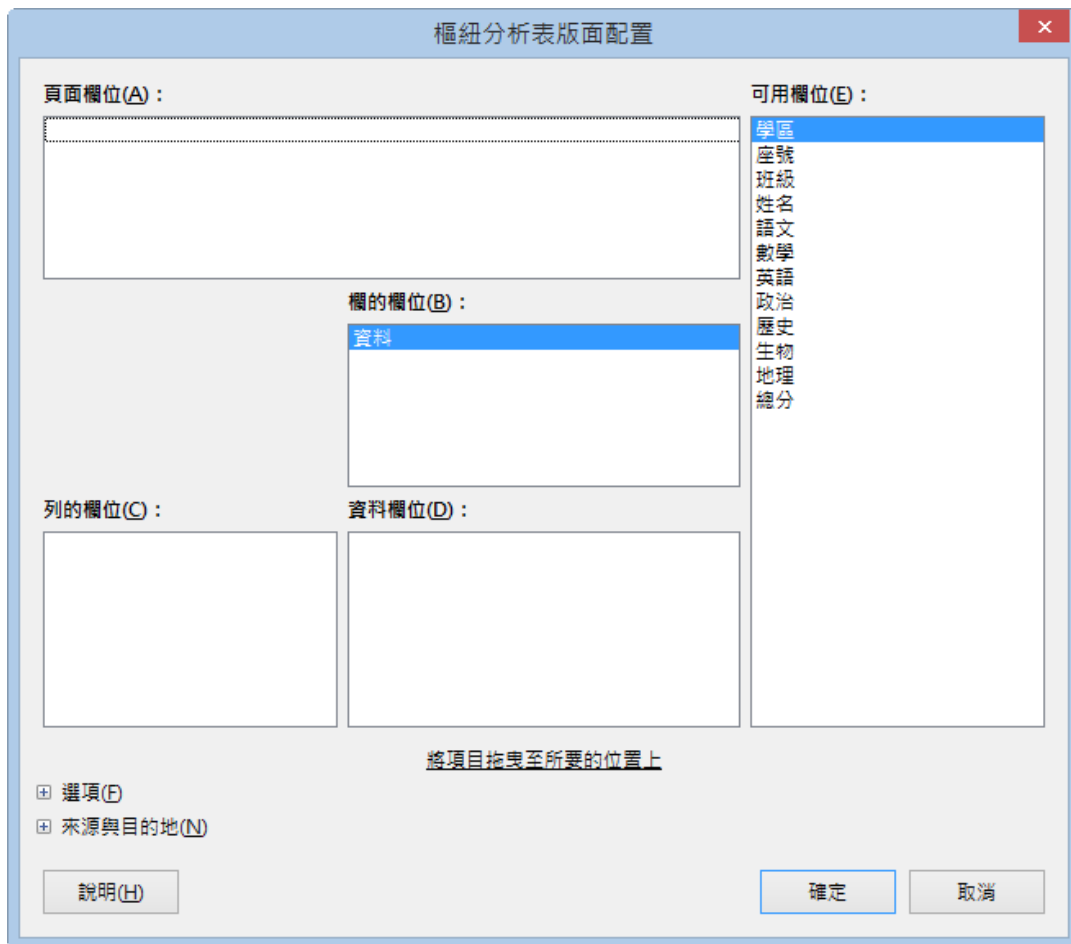 樞紐分析表版面配置
頁面欄位(A)：
可用欄位(E)：
學區
座號
班級
姓名
語文
數學
英語
政治
歷史
生物
地理
總分
欄的欄位(B)：
資料
列的欄位(C)：
資料欄位(D)：
將項目拖曳至所要的位置上
選項(F)
來源與目的地(N)
說明(H)
確定
取消